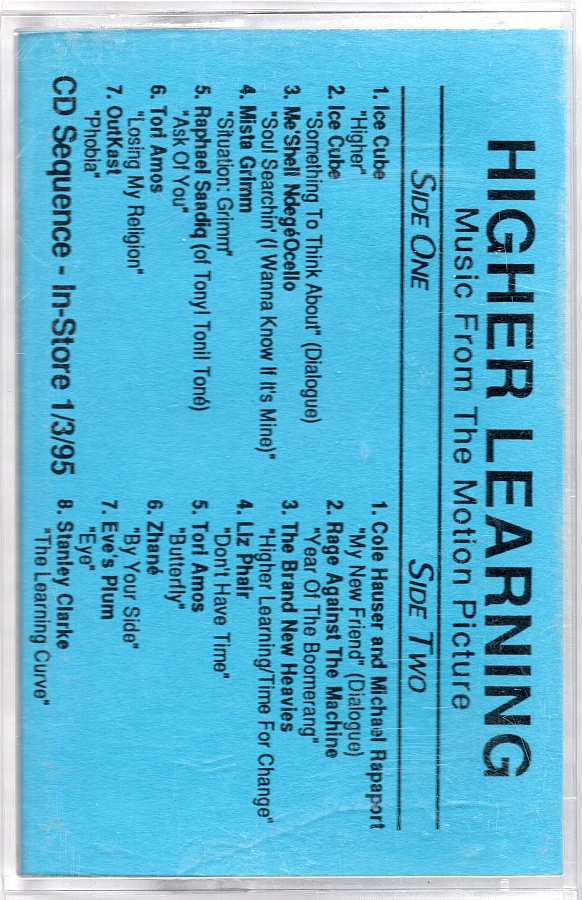 HIGHER LEARNING
Music From The Motion Picture
SIDE ONE
1. Ice Cube
"Higher"
2. Ice Cube
"Something To Think About" (Dialogue)
3. Me'Shell NdegéOcello
"Soul Searchin' (I Wanna Know If It's Mine)"
4. Mista Grimm
"Situation: Grimm"
5. Raphael Saadiq (of Tony! Toni! Toné)
"Ask Of You"
6. Tori Amos
"Losing My Religion"
7. OutKast
"Phobia"
CD Sequence - In-Store 1/3/95
SIDE TWO
1. Cole Hauser and Michael Rapaport
"My New Friend" (Dialogue)
2. Rage Against The Machine
"Year Of The Boomerang"
3. The Brand New Heavies
"Higher Learning/Time For Change"
4. Liz Phair
"Don't Have Time"
5. Tori Amos
"Butterfly"
6. Zhané
"By Your Side"
7. Eve's Plum
"Eye"
8. Stanley Clarke
"The Learning Curve"